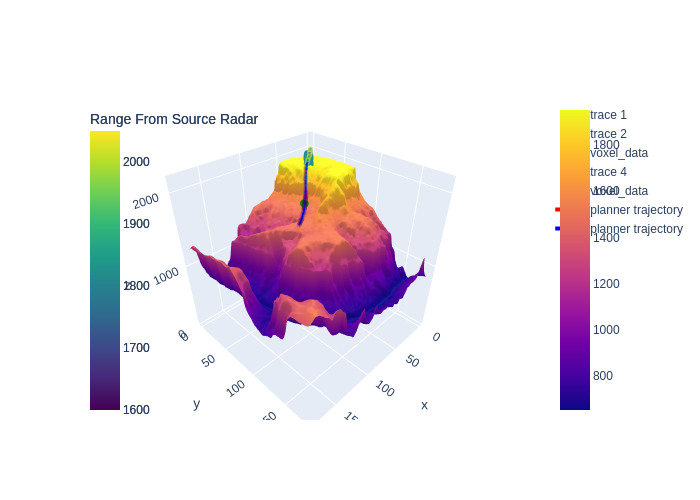 Range From Source Radar
2000
1900
1800
1700
1600
2000
1000
0
0
50
100
y
0
50
100
x
trace 1
trace 2
voxel_data
trace 4
voxel_data
planner trajectory
planner trajectory
1800
1600
1400
1200
1000
800